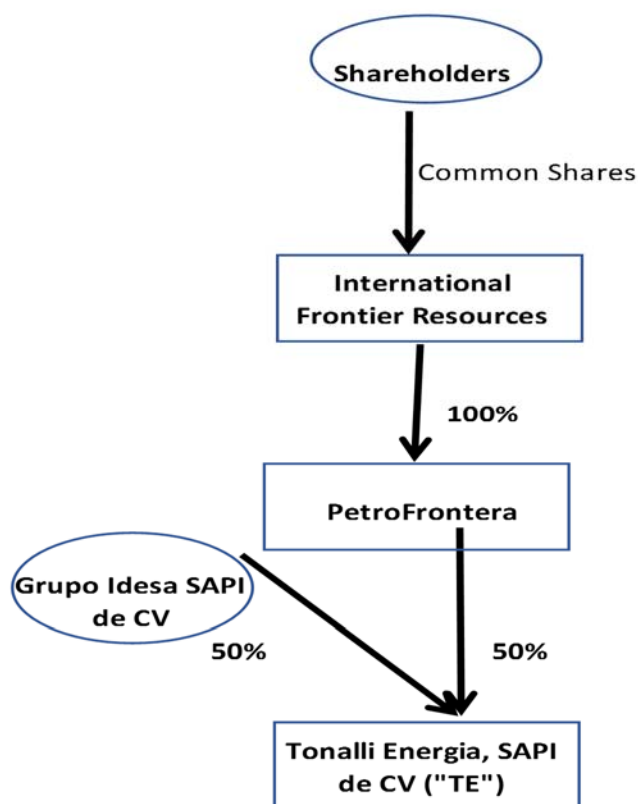 Shareholders
Common Shares
International
Frontier Resources
100%
PetroFrontera
Grupo Idesa SAPI
de CV
50%
50%
Tonalli Energia, SAPI
de CV ("TE")